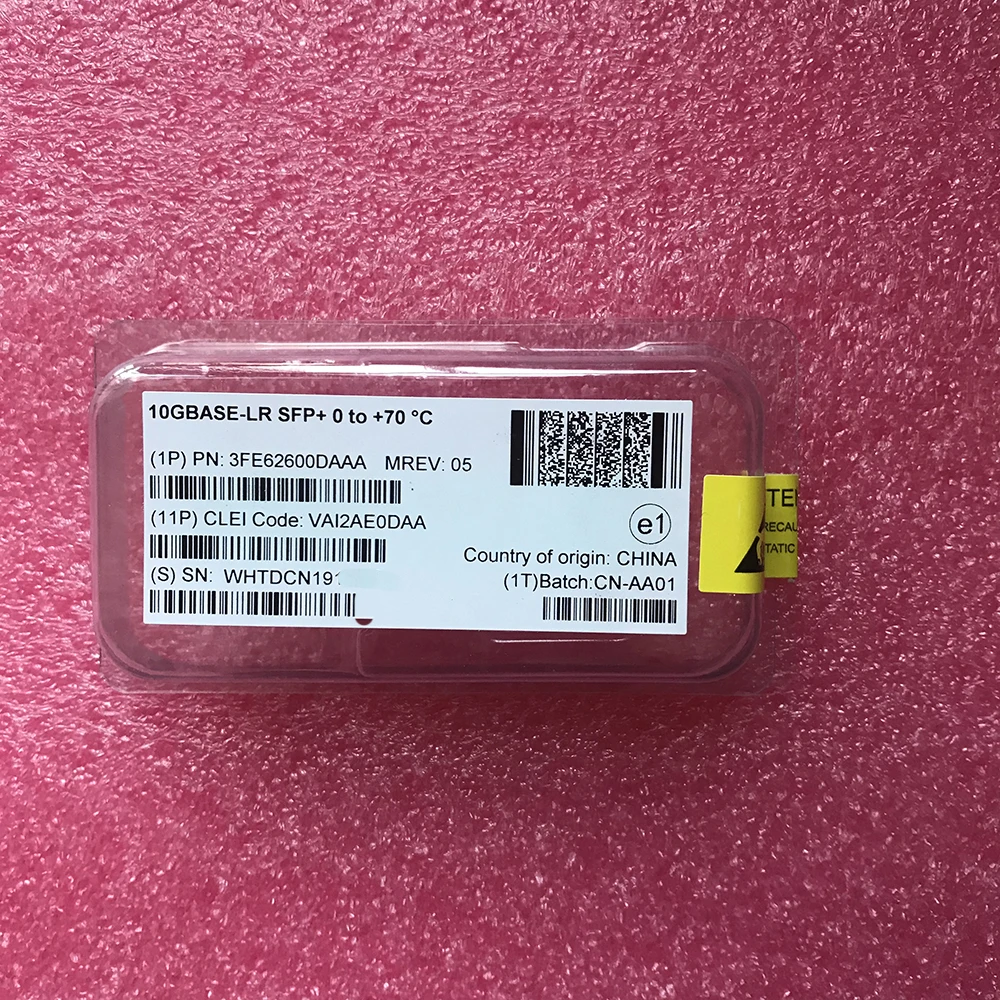 10GBASE-LR SFP+ 0 to +70 °C
(1P) PN: 3FE62600DAAA MREV: 05
(11P) CLEI Code: VAI2AE0DAA
e1
Country of origin: CHINA
(S) SN: WHTDCN19
(1T)Batch:CN-AA01